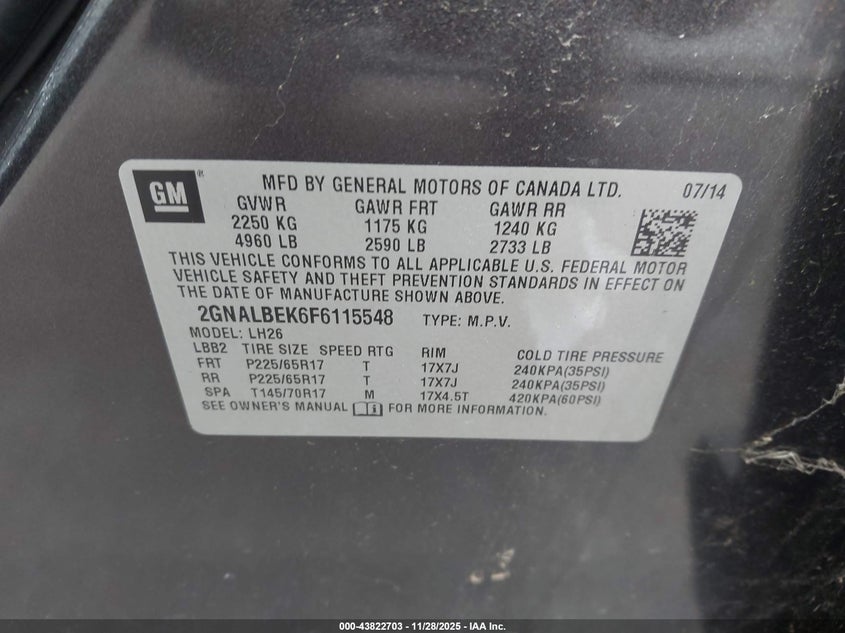 GM ® MFD BY GENERAL MOTORS OF CANADA LTD. 07/14
GVWR GAWR FRT GAWR RR
2250 KG 1175 KG 1240 KG
4960 LB 2590 LB 2733 LB
THIS VEHICLE CONFORMS TO ALL APPLICABLE U.S. FEDERAL MOTOR
VEHICLE SAFETY AND THEFT PREVENTION STANDARDS IN EFFECT ON
THE DATE OF MANUFACTURE SHOWN ABOVE.
2GNALBEK6F6115548 TYPE: M.P.V.
MODEL: LH26
LBB2 TIRE SIZE SPEED RTG RIM COLD TIRE PRESSURE
FRT P225/65R17 T 17X7J 240KPA(35PSI)
RR P225/65R17 T 17X7J 240KPA(35PSI)
SPA T145/70R17 M 17X4.5T 420KPA(60PSI)
SEE OWNER'S MANUAL FOR MORE INFORMATION.
000-43822703 - 11/28/2025 - IAA Inc.